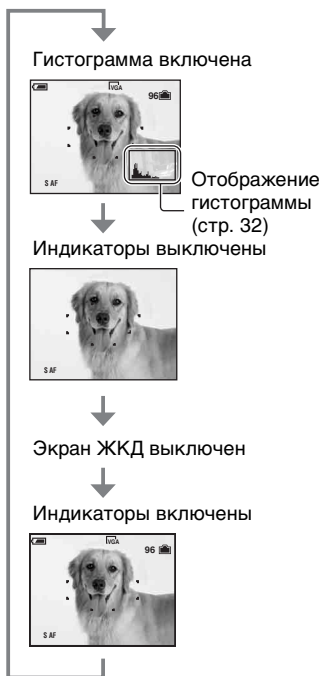 Гистограмма включена
VGA
96
S AF
Отображение
гистограммы
(стр. 32)
Индикаторы выключены
S AF
Экран ЖКД выключен
Индикаторы включены
VGA
96
S AF